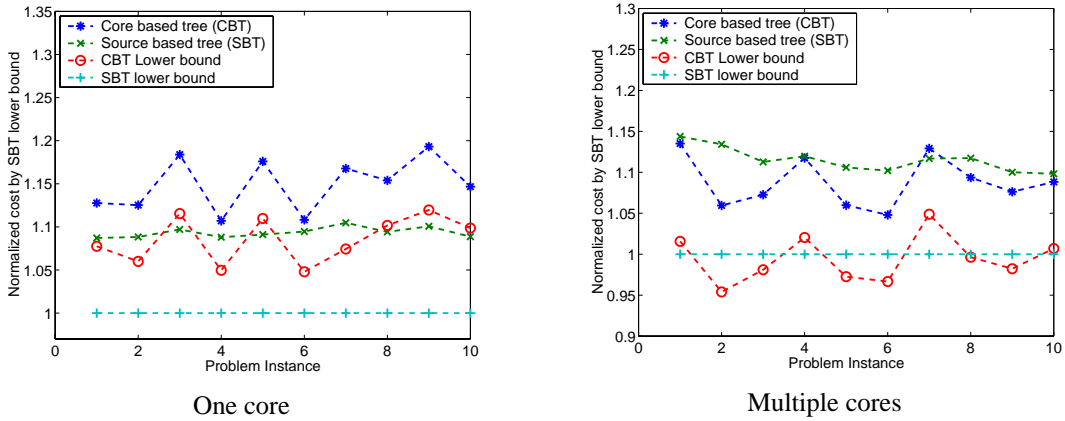 Normalized cost by SBT lower bound
1.35
1.3
1.25
1.2
1.15
1.1
1.05
1
Core based tree (CBT)
Source based tree (SBT)
CBT Lower bound
SBT lower bound
0 2 4 6 8 10
Problem Instance
One core
Normalized cost by SBT lower bound
1.3
1.25
1.2
1.15
1.1
1.05
1
0.95
0.9
Core based tree (CBT)
Source based tree (SBT)
CBT Lower bound
SBT lower bound
0 2 4 6 8 10
Problem Instance
Multiple cores